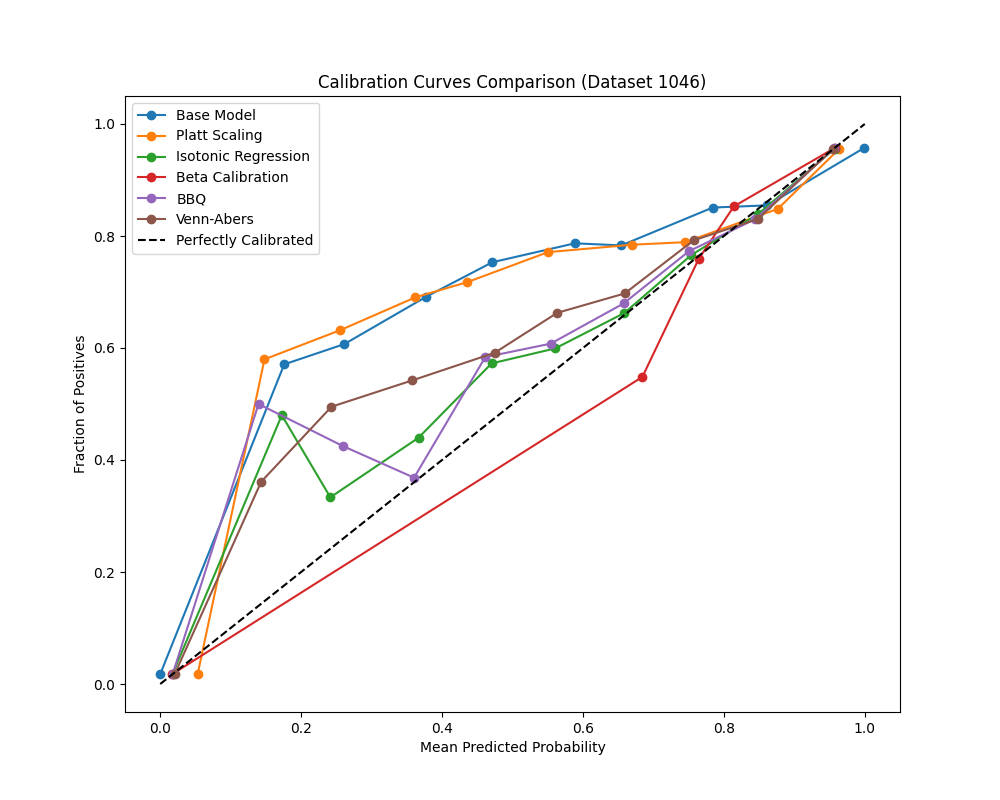 Calibration Curves Comparison (Dataset 1046)
Base Model
Platt Scaling
Isotonic Regression
Beta Calibration
BBQ
Venn-Abers
Perfectly Calibrated
1.0
0.8
0.6
0.4
0.2
0.0
Fraction of Positives
0.0 0.2 0.4 0.6 0.8 1.0
Mean Predicted Probability